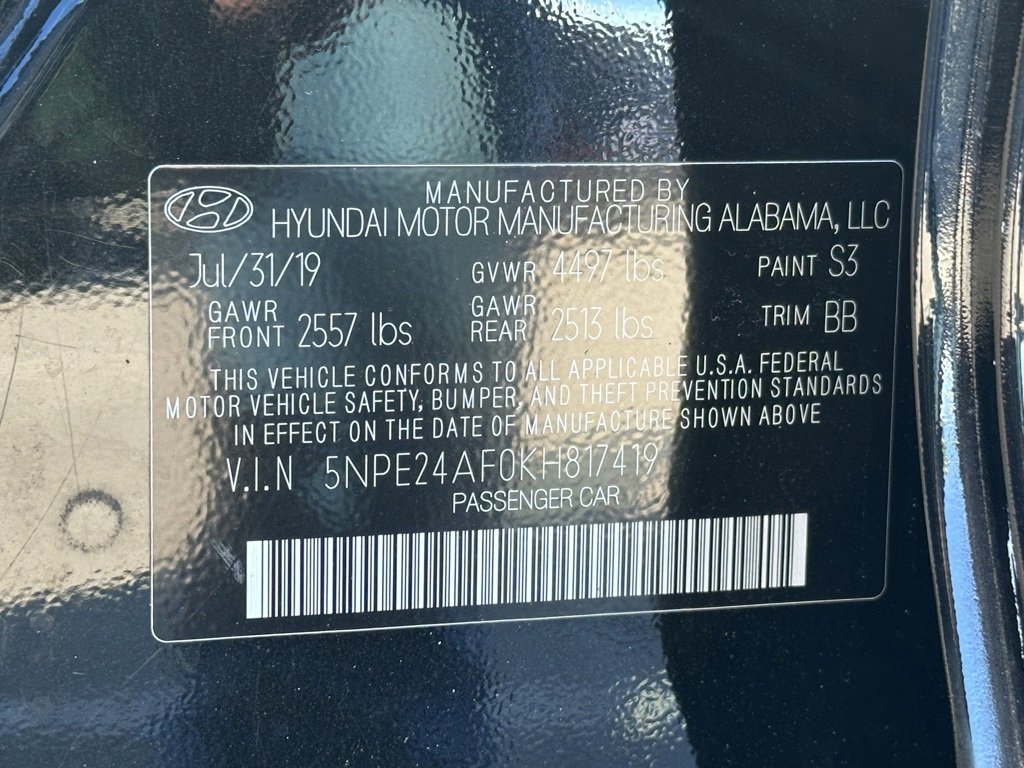 MANUFACTURED BY
HYUNDAI MOTOR MANUFACTURING ALABAMA, LLC
Jul/31/19 GVWR 4497 lbs PAINT S3
GAWR FRONT 2557 lbs GAWR REAR 2513 lbs TRIM BB
THIS VEHICLE CONFORMS TO ALL APPLICABLE U.S.A. FEDERAL
MOTOR VEHICLE SAFETY, BUMPER, AND THEFT PREVENTION STANDARDS
IN EFFECT ON THE DATE OF MANUFACTURE SHOWN ABOVE
V.I.N 5NPE24AF0KH817419
PASSENGER CAR